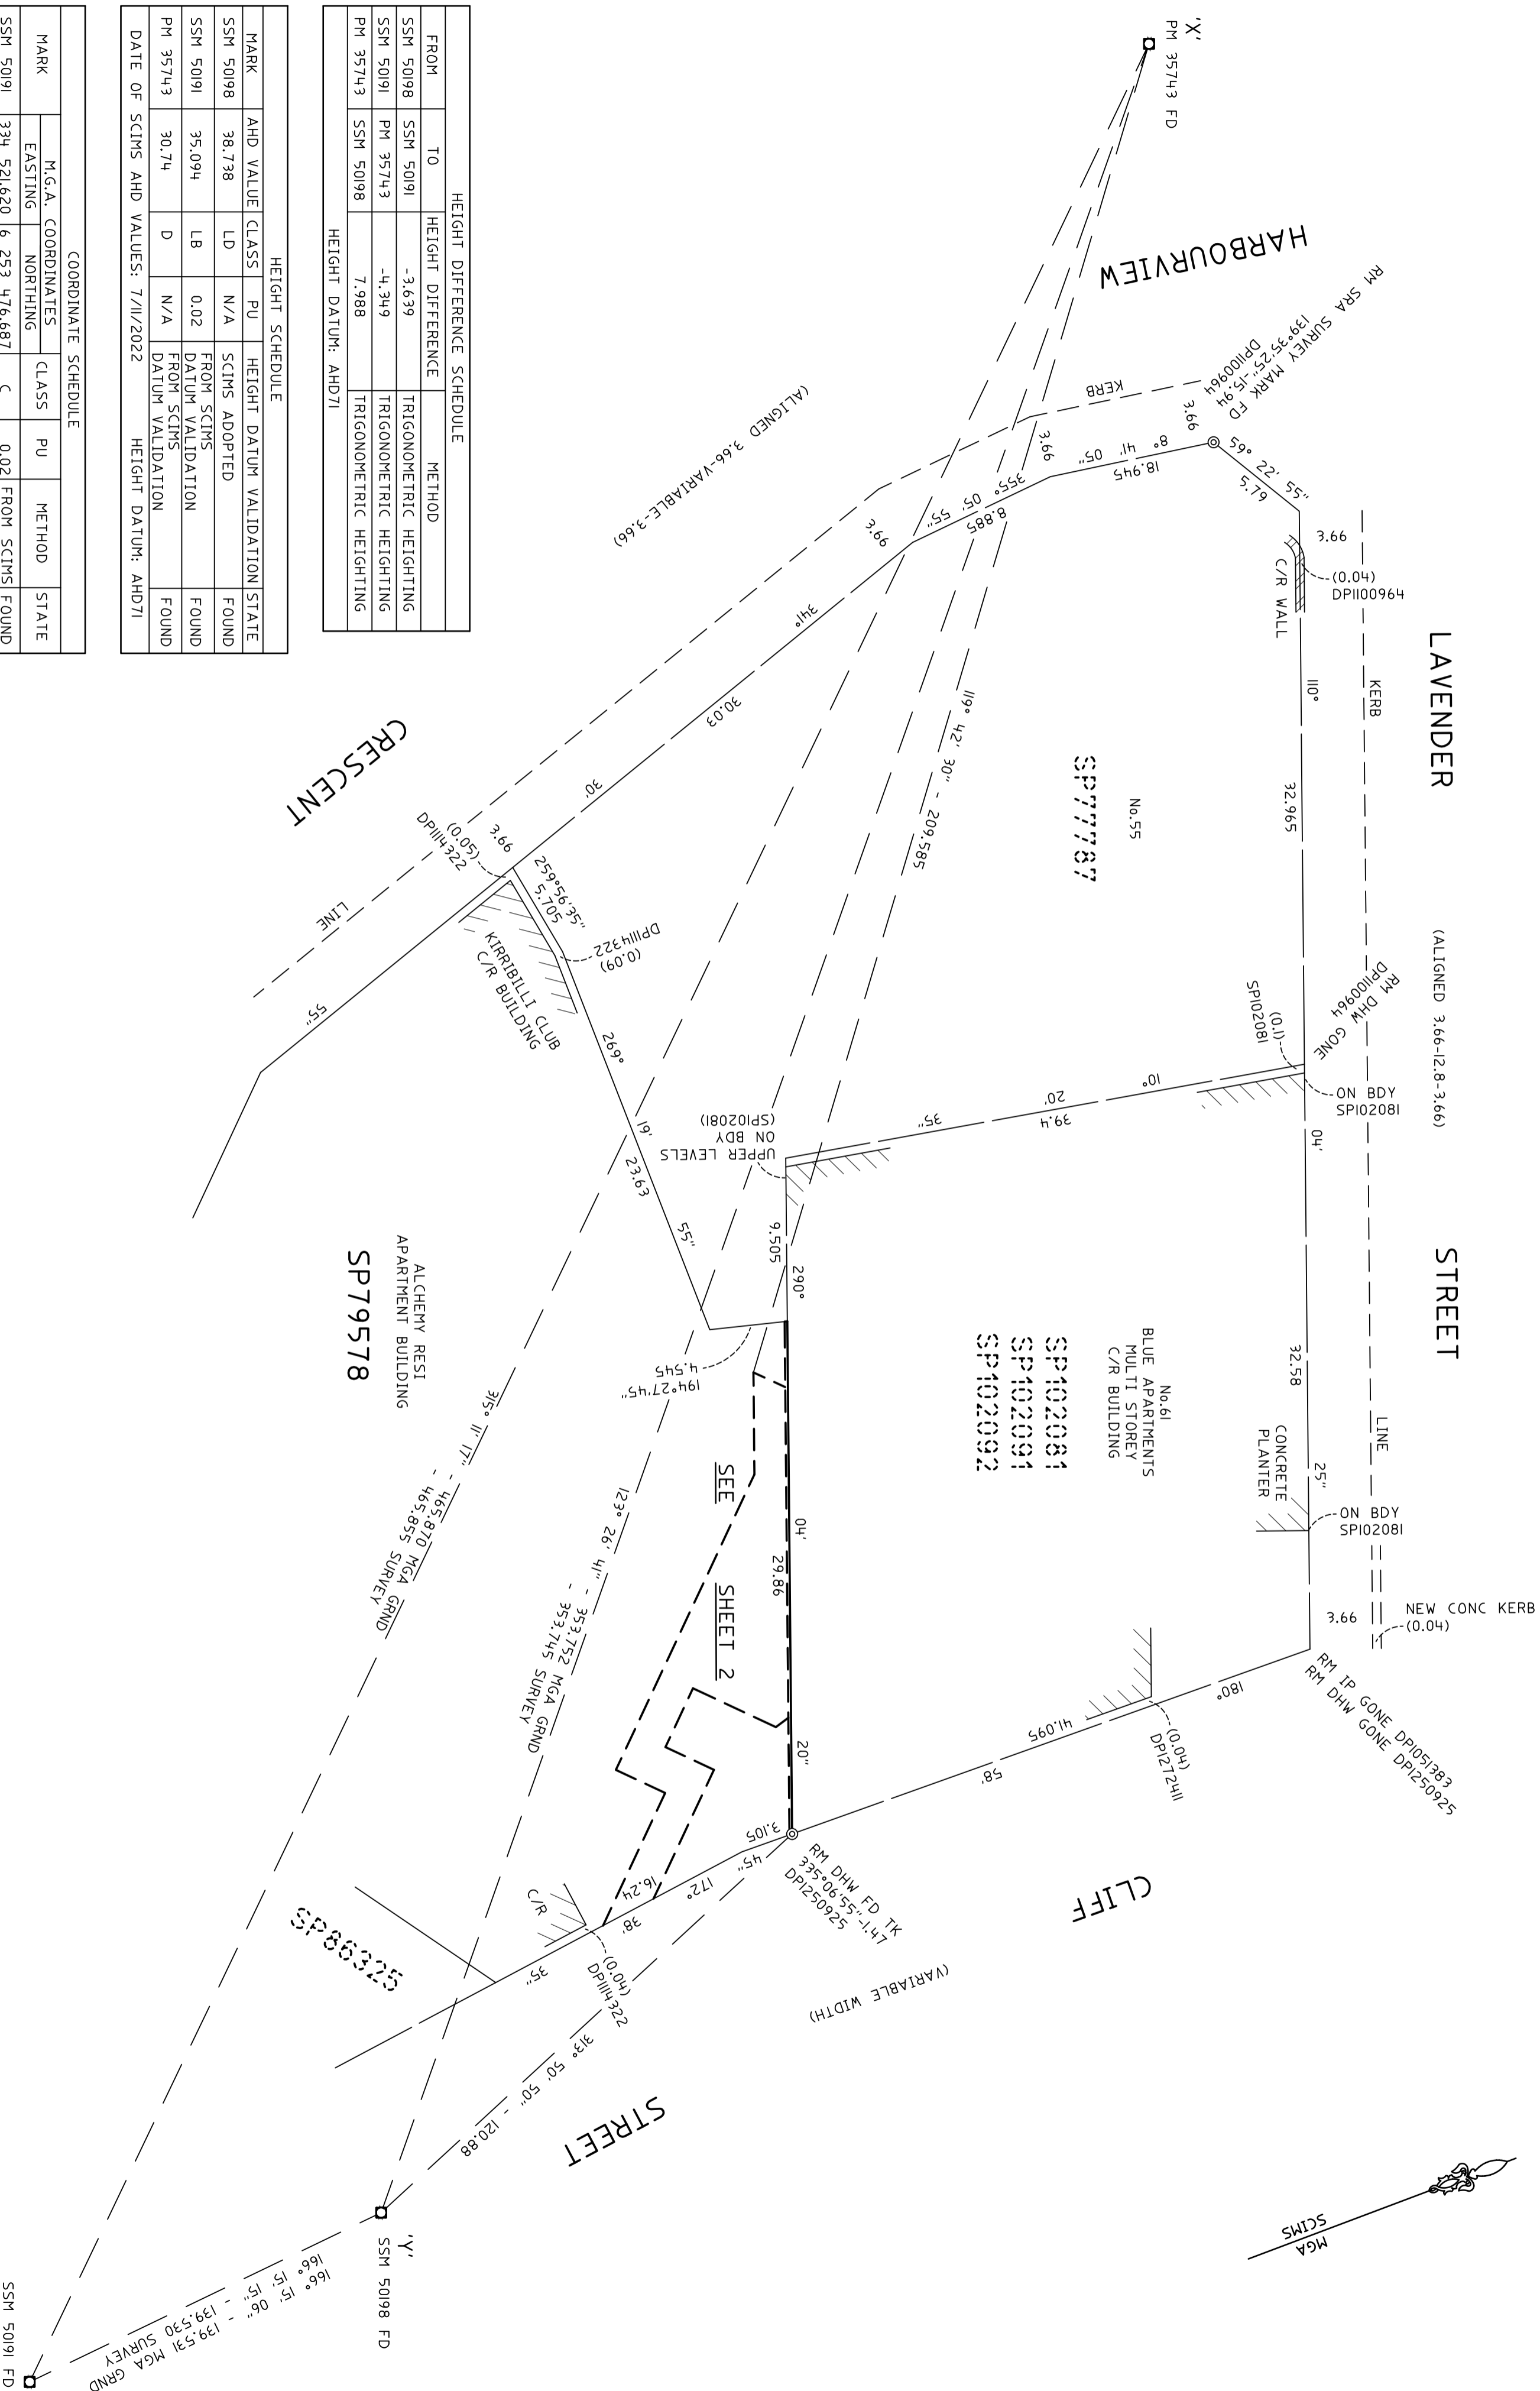 LAVENDER STREET
(ALIGNED 3.66-12.8-3.66)
HARBOURVIEW
CRESCENT
(ALIGNED 3.66-VARIABLE-3.66)
CLIFF
STREET
(VARIABLE WIDTH)
'X'
PM 35743 FD
RM SRA SURVEY MARK FD
139°35'25"-15.94
DP1100964
KERB
3.66
3.66
3.66
8° 41' 05"
18.945
59° 22' 55"
5.79
355° 05' 55"
8.885
3.66
(0.04)
DP1100964
C/R WALL
KERB
LINE
110° 04' 25"
32.965
32.58
RM DHW GONE
DP1100964
(0.1)
SP102081
ON BDY
SP102081
ON BDY
SP102081
CONCRETE
PLANTER
3.66
NEW CONC KERB
(0.04)
RM IP GONE DP1051383
RM DHW GONE DP1250925
No.55
SP77787
119° 42' 30" - 209.585
10° 20' 35"
39.4
UPPER LEVELS
ON BDY
(SP102081)
9.505
290° 04' 20"
29.86
No.61
BLUE APARTMENTS
MULTI STOREY
C/R BUILDING
SP102081
SP102091
SP102092
180° 58' 45"
41.095
3.105
(0.04)
DP1272411
RM DHW FD TK
335°06'55"-1.47
DP1250925
341° 30' 55"
30.03
3.66
(0.05)
DP1114322
259°56'35"
5.705
(0.09)
DP1114322
KIRRIBILLI CLUB
C/R BUILDING
LINE
269° 19' 55"
23.63
194°27'45"
4.545
SEE SHEET 2
172° 38' 35"
16.24
C/R
(0.04)
DP1114322
ALCHEMY RESI
APARTMENT BUILDING
SP79578
SP86325
315° 11' 17" - 465.870 MGA GRND
- 465.855 SURVEY
123° 26' 41" - 353.752 MGA GRND
- 353.745 SURVEY
313° 50' 50" - 120.88
'Y'
SSM 50198 FD
166° 15' 06" - 139.531 MGA GRND
166° 15' 15" - 139.530 SURVEY
SSM 50191 FD
MGA
SCIMS
HEIGHT DIFFERENCE SCHEDULE
FROM TO HEIGHT DIFFERENCE METHOD
SSM 50198 SSM 50191 -3.639 TRIGONOMETRIC HEIGHTING
SSM 50191 PM 35743 -4.349 TRIGONOMETRIC HEIGHTING
PM 35743 SSM 50198 7.988 TRIGONOMETRIC HEIGHTING
HEIGHT DATUM: AHD71
HEIGHT SCHEDULE
MARK AHD VALUE CLASS PU HEIGHT DATUM VALIDATION STATE
SSM 50198 38.738 LD N/A SCIMS ADOPTED FOUND
SSM 50191 35.094 LB 0.02 FROM SCIMS DATUM VALIDATION FOUND
PM 35743 30.74 D N/A FROM SCIMS DATUM VALIDATION FOUND
DATE OF SCIMS AHD VALUES: 7/11/2022 HEIGHT DATUM: AHD71
COORDINATE SCHEDULE
MARK M.G.A. COORDINATES CLASS PU METHOD STATE
EASTING NORTHING
SSM 50191 334 521.620 6 253 476.687 C 0.02 FROM SCIMS FOUND